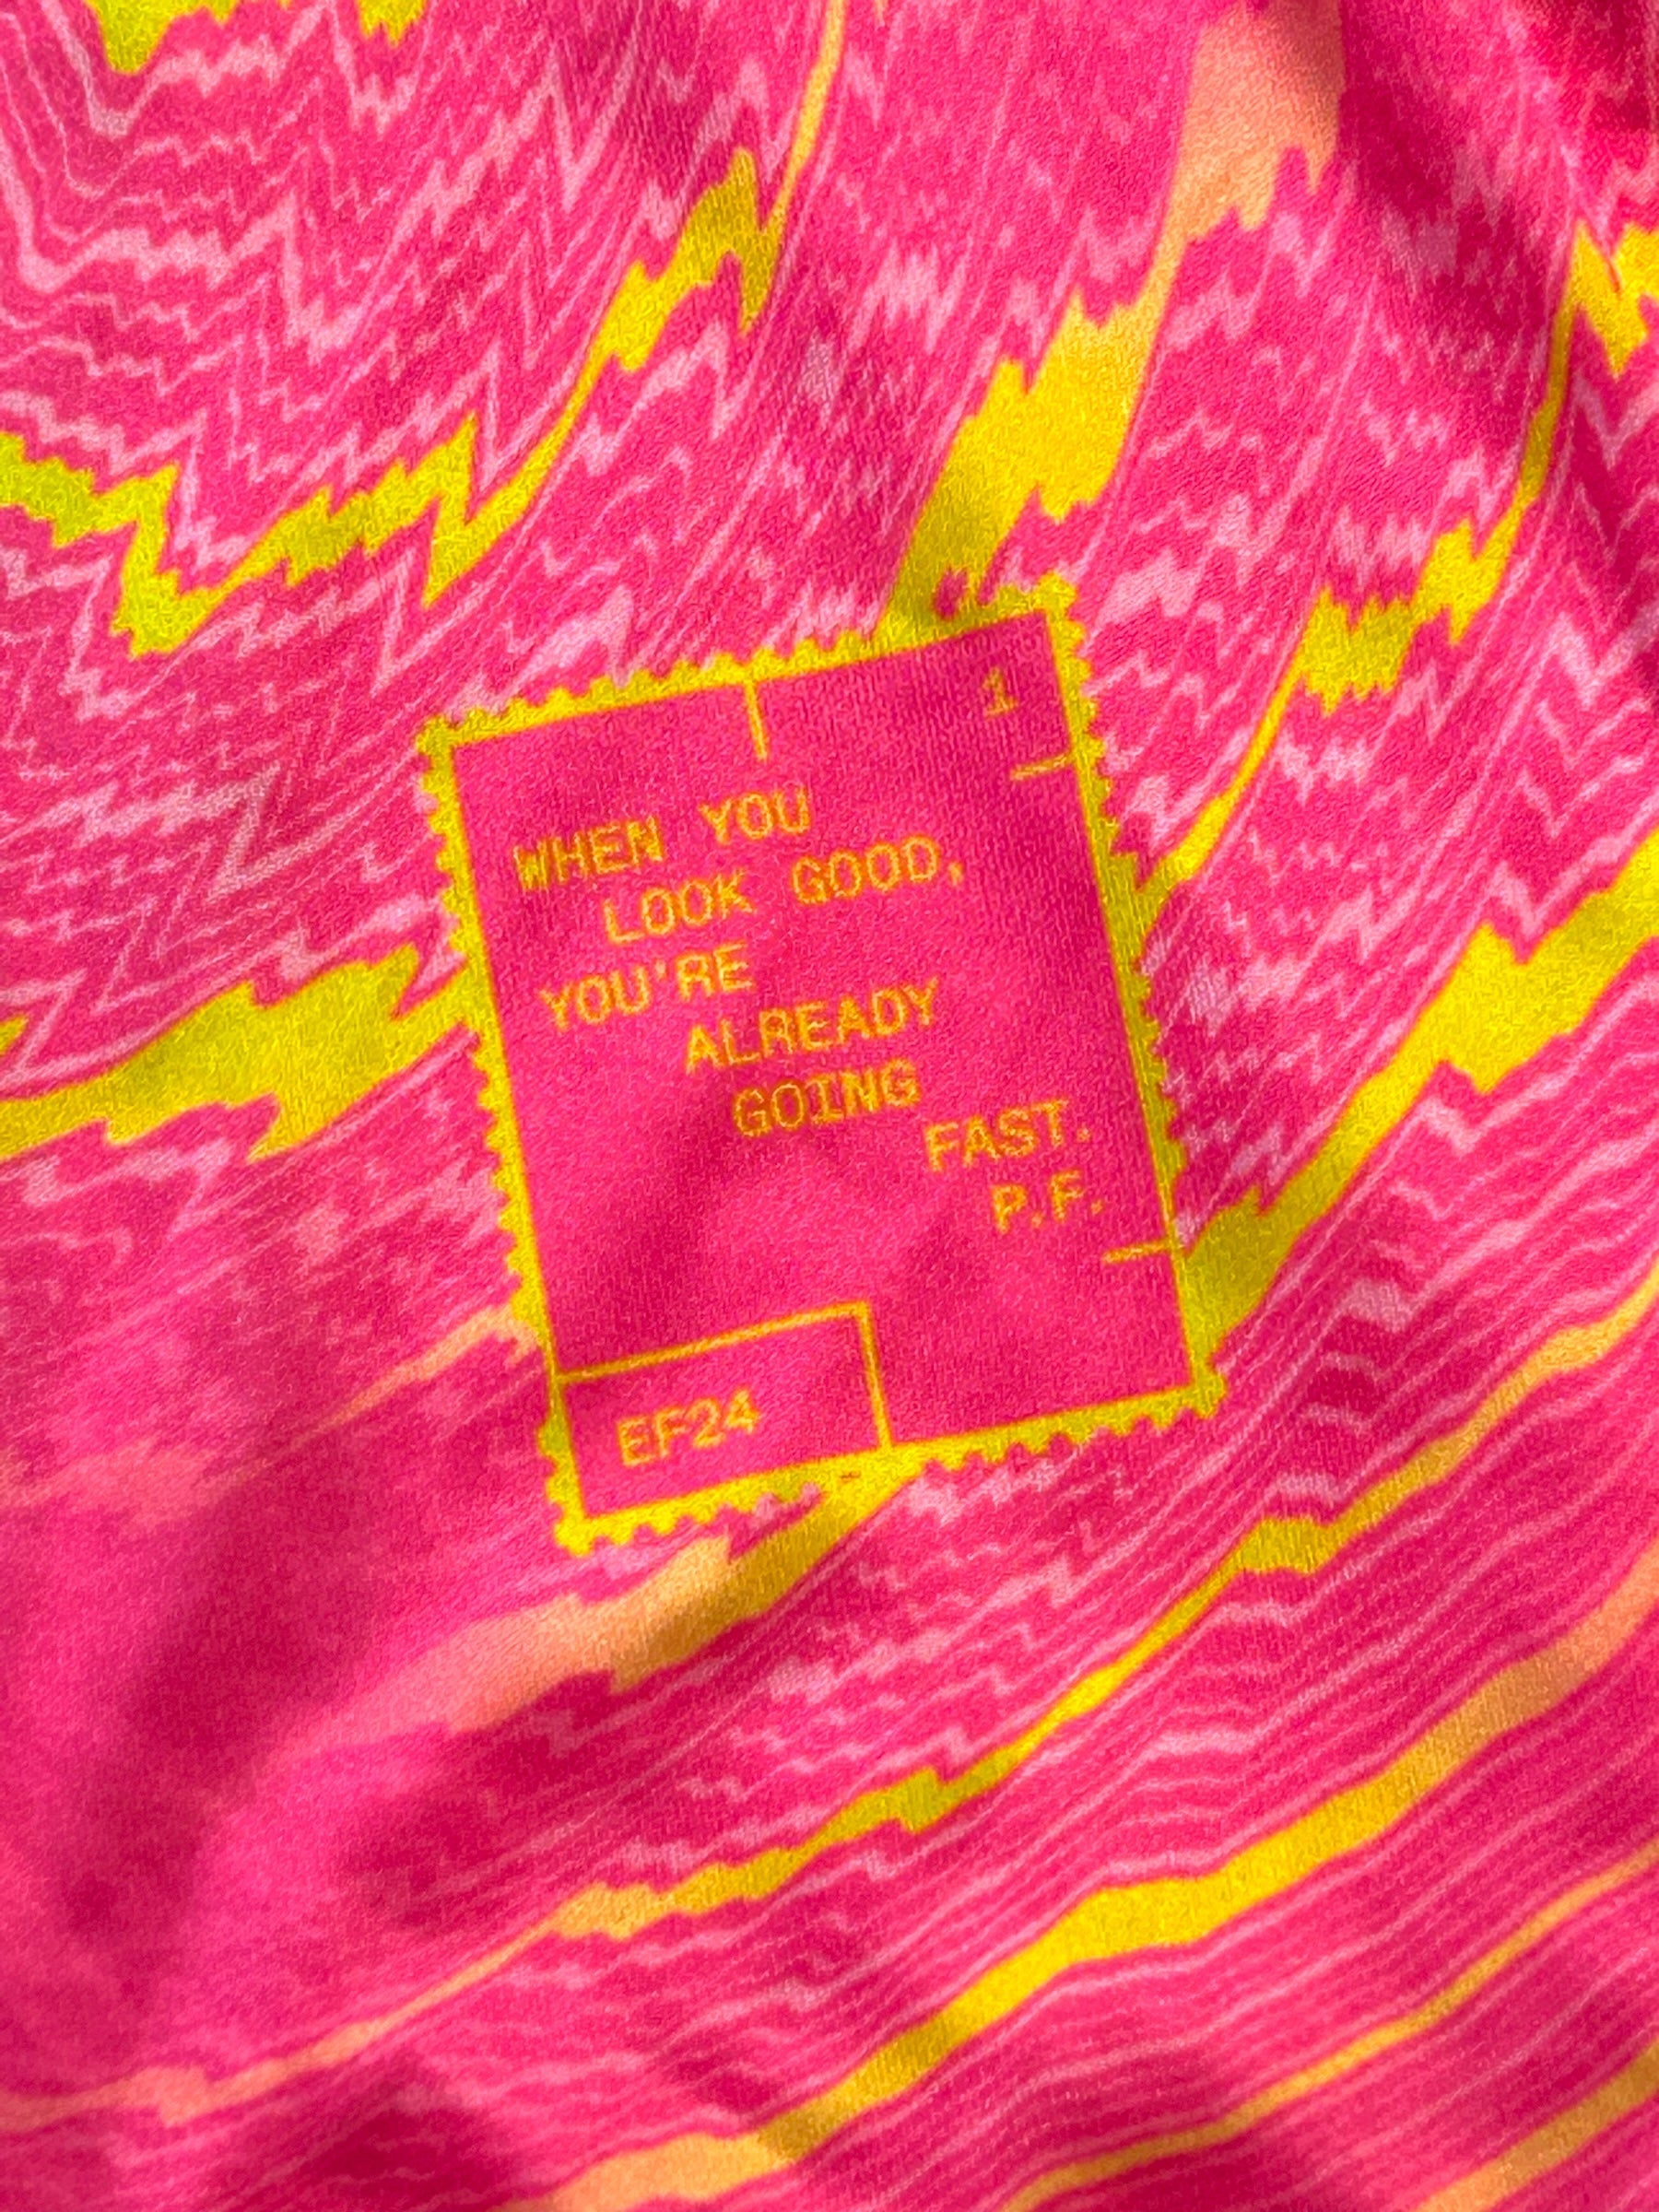 1
WHEN YOU
LOOK GOOD,
YOU'RE
ALREADY
GOING
FAST.
P.F.
EF24